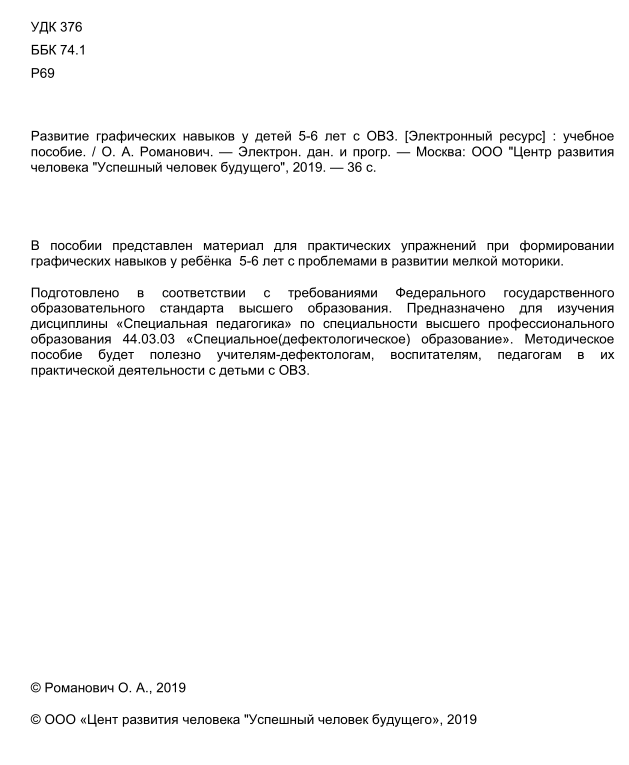 УДК 376
ББК 74.1
Р69
Развитие графических навыков у детей 5-6 лет с ОВЗ. [Электронный ресурс] : учебное
пособие. / О. А. Романович. — Электрон. дан. и прогр. — Москва: ООО "Центр развития
человека "Успешный человек будущего", 2019. — 36 с.
В пособии представлен материал для практических упражнений при формировании
графических навыков у ребёнка  5-6 лет с проблемами в развитии мелкой моторики.
Подготовлено в соответствии с требованиями Федерального государственного
образовательного стандарта высшего образования. Предназначено для изучения
дисциплины «Специальная педагогика» по специальности высшего профессионального
образования 44.03.03 «Специальное(дефектологическое) образование». Методическое
пособие будет полезно учителям-дефектологам, воспитателям, педагогам в их
практической деятельности с детьми с ОВЗ.
© Романович О. А., 2019
© ООО «Цент развития человека "Успешный человек будущего», 2019